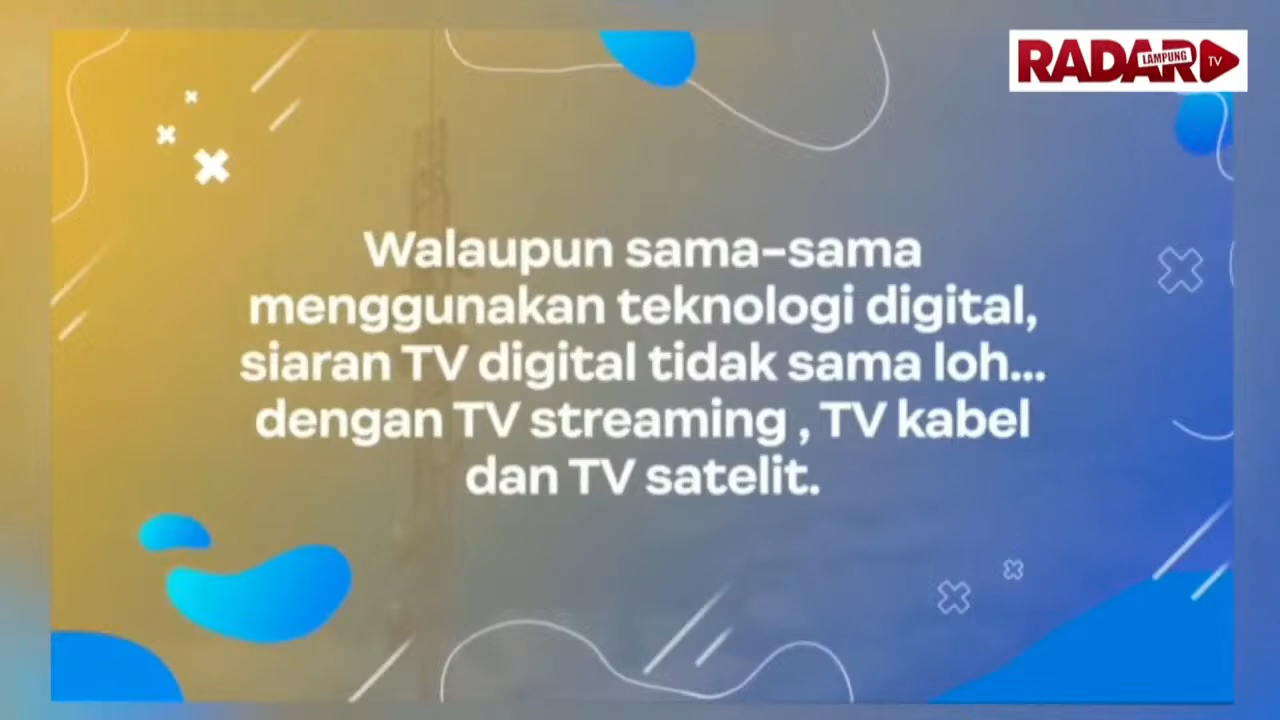 RADAR
LAMPUNG
TV
Walaupun sama-sama
menggunakan teknologi digital,
siaran TV digital tidak sama loh...
dengan TV streaming , TV kabel
dan TV satelit.